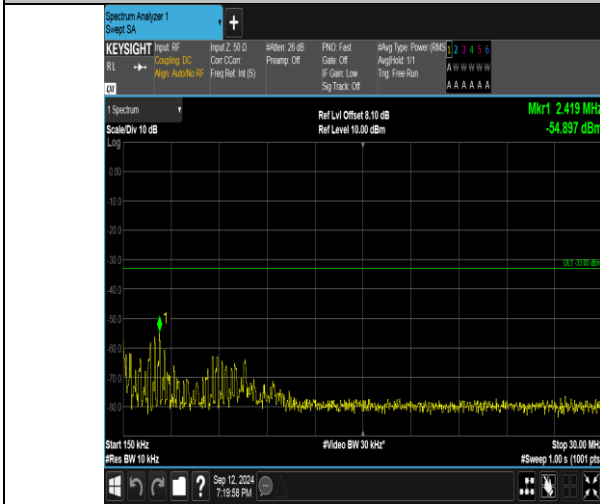 Spectrum Analyzer 1
Swept SA
+
KEYSIGHT Input: RF Input Z: 50 Ω #Atten: 26 dB PNO: Fast #Avg Type: Power (RMS 1 2 3 4 5 6
RL Coupling: DC Corr CCorr Preamp: Off Gate: Off Avg|Hold: 1/1 A W W W W W
Align: Auto/No RF Freq Ref: Int (S) IF Gain: Low Trig: Free Run
Sig Track: Off A A A A A A
LXI
1 Spectrum Ref Lvl Offset 8.10 dB Mkr1 2.419 MHz
Scale/Div 10 dB Ref Level 10.00 dBm -54.897 dBm
Log
0.00
-10.0
-20.0
-30.0 DL1 -33.00 dBm
-40.0
-50.0
1
-60.0
-70.0
-80.0
Start 150 kHz #Video BW 30 kHz* Stop 30.00 MHz
#Res BW 10 kHz #Sweep 1.00 s (1001 pts
? Sep 12, 2024
7:19:58 PM